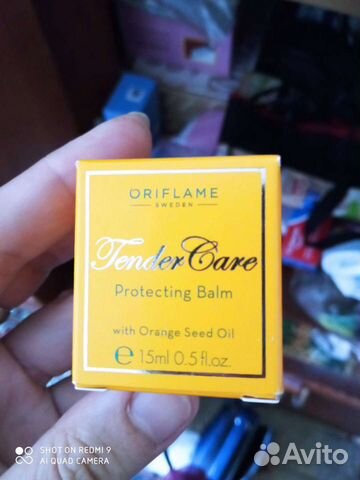 ORIFLAME
SWEDEN
Tender Care
Protecting Balm
with Orange Seed Oil
℮ 15ml 0.5 fl.oz.
SHOT ON REDMI 9
AI QUAD CAMERA
Avito